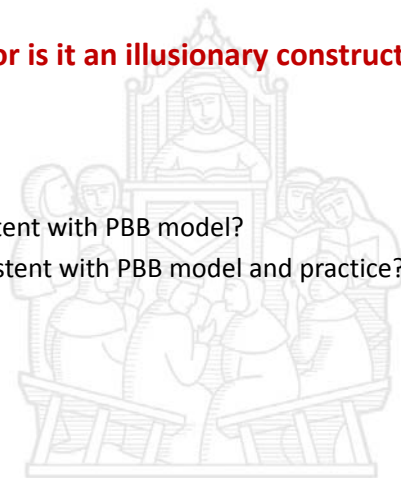 or is it an illusionary construct
tent with PBB model?
stent with PBB model and practice?